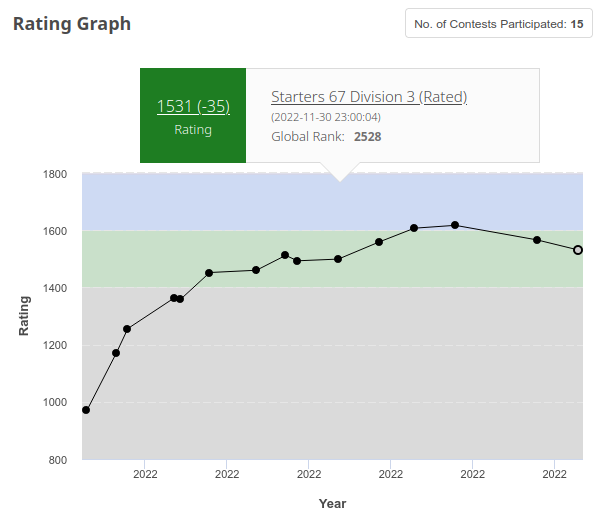 Rating Graph
No. of Contests Participated: 15
1531 (-35)
Rating
Starters 67 Division 3 (Rated)
(2022-11-30 23:00:04)
Global Rank: 2528
1800
1600
1400
1200
1000
800
Rating
2022 2022 2022 2022 2022 2022
Year